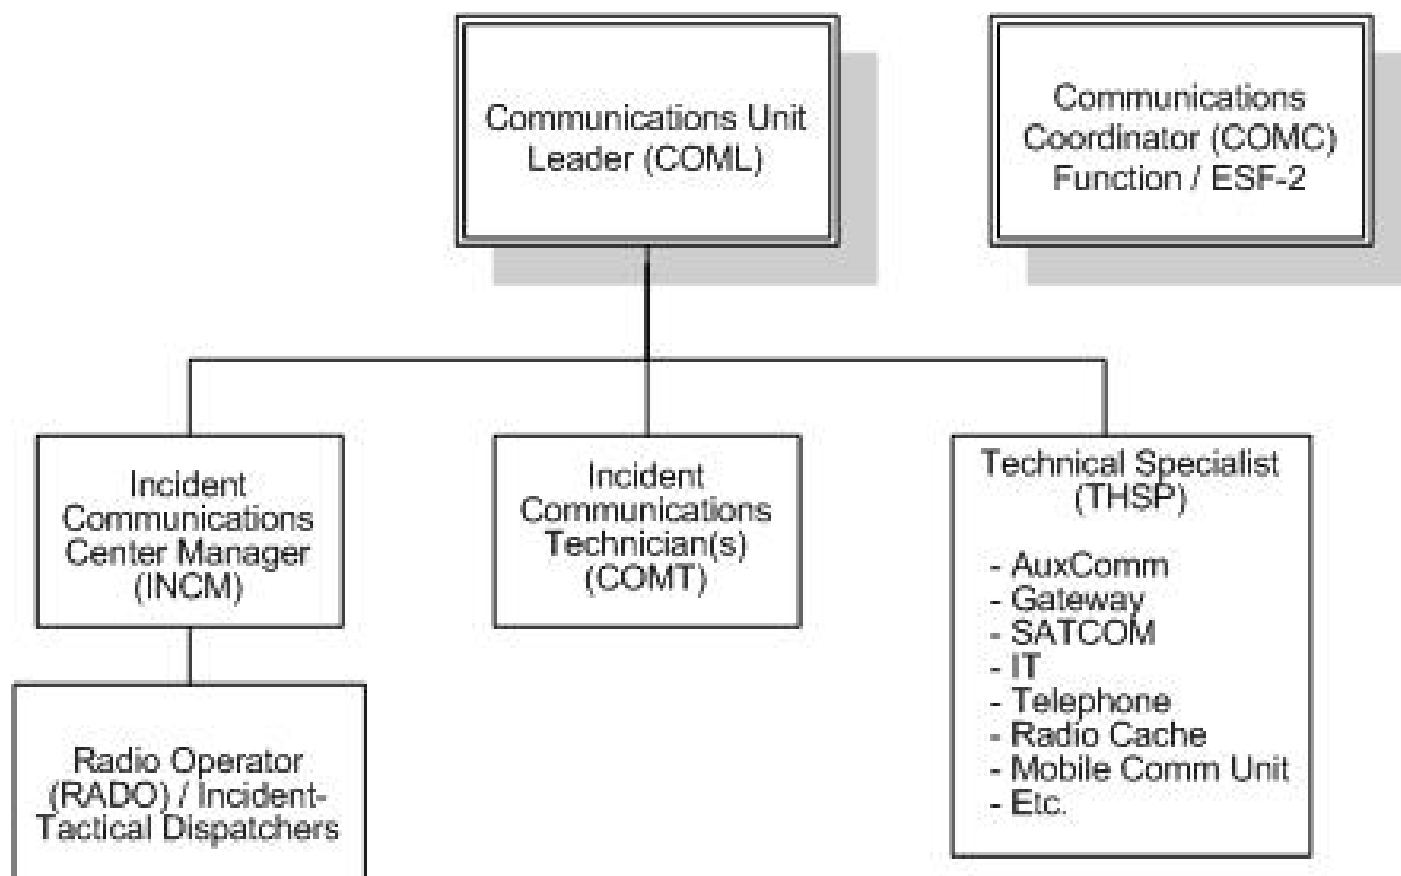 Communications Unit
Leader (COML)
Communications
Coordinator (COMC)
Function / ESF-2
Incident
Communications
Center Manager
(INCM)
Incident
Communications
Technician(s)
(COMT)
Technical Specialist
(THSP)
- AuxComm
- Gateway
- SATCOM
- IT
- Telephone
- Radio Cache
- Mobile Comm Unit
- Etc.
Radio Operator
(RADO) / Incident-
Tactical Dispatchers